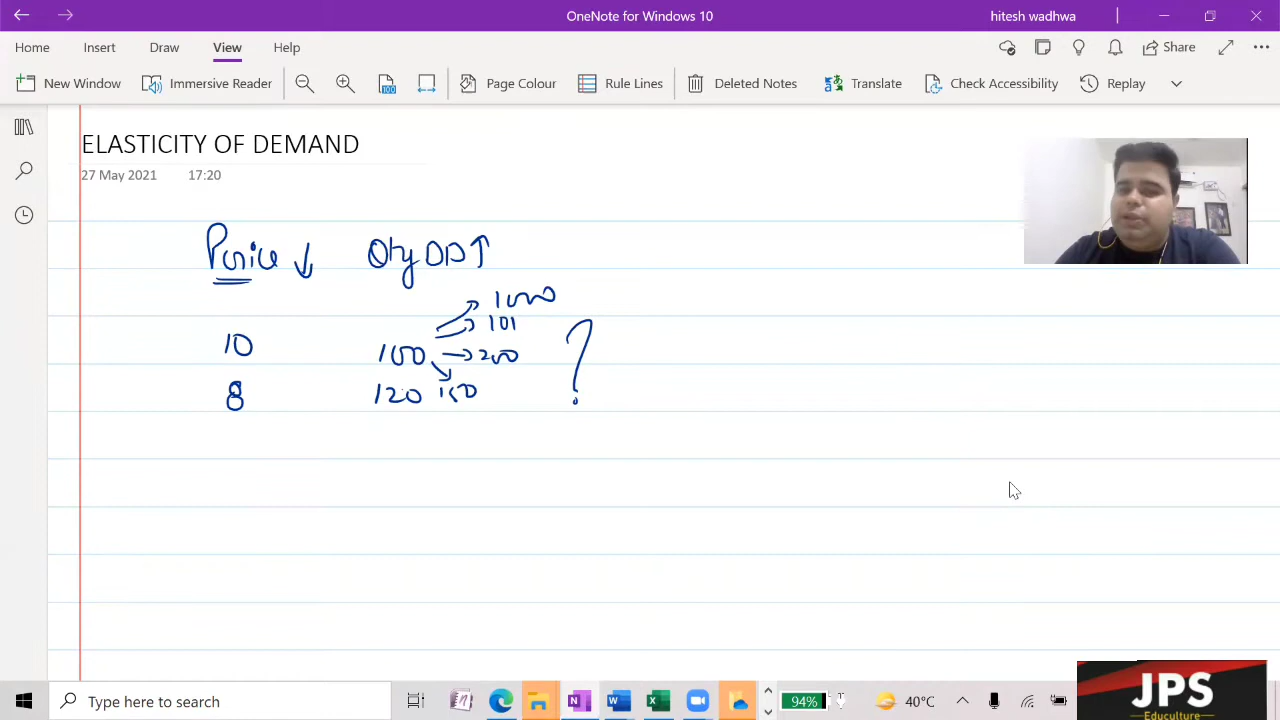 OneNote for Windows 10
hitesh wadhwa
Home Insert Draw View Help
Share
New Window Immersive Reader 100 Page Colour Rule Lines Deleted Notes Translate Check Accessibility Replay
ELASTICITY OF DEMAND
27 May 2021 17:20
Price ↓ Qty DD ↑
1000
101
10 100 → 200 ?
8 120 150
Type here to search
94%
40°C
JPS
Educulture